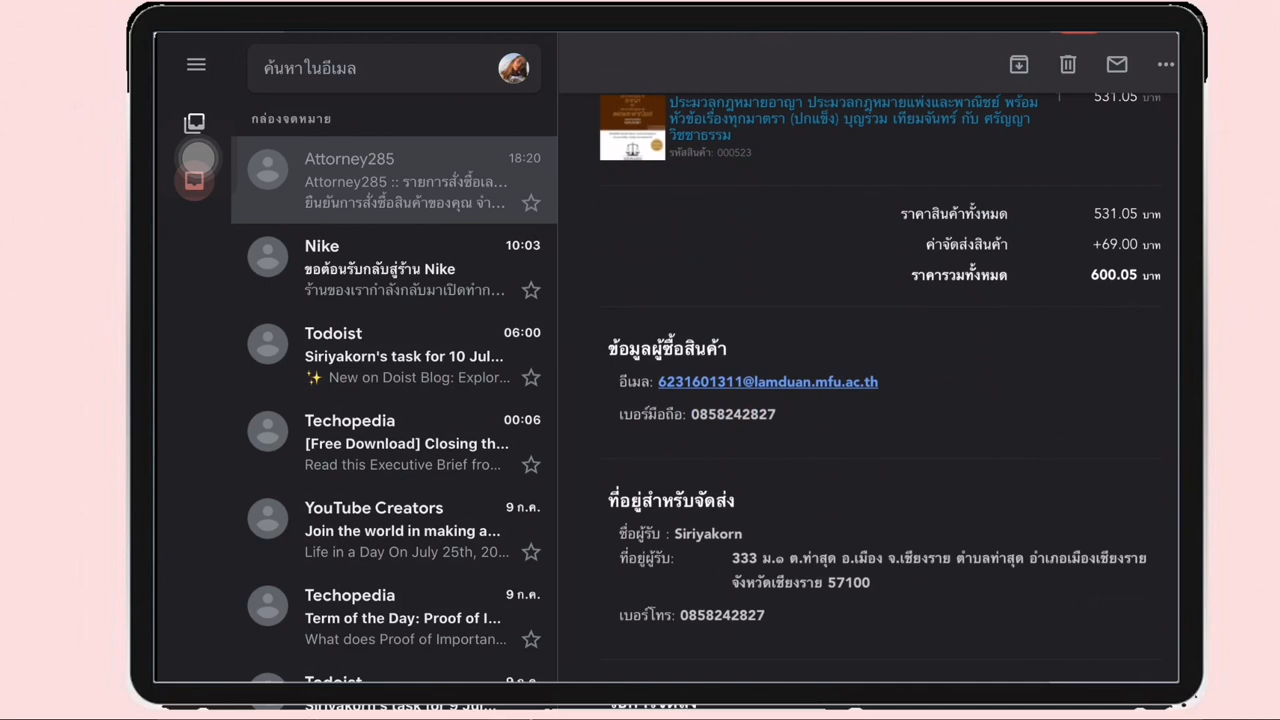 ค้นหาในอีเมล
กล่องจดหมาย
Attorney285
18:20
Attorney285 :: รายการสั่งซื้อเล...
ยืนยันการสั่งซื้อสินค้าของคุณ จำ...
Nike
10:03
ขอต้อนรับกลับสู่ร้าน Nike
ร้านของเรากำลังกลับมาเปิดทำก...
Todoist
06:00
Siriyakorn's task for 10 Jul...
✨ New on Doist Blog: Explor...
Techopedia
00:06
[Free Download] Closing th...
Read this Executive Brief fro...
YouTube Creators
9 ก.ค.
Join the world in making a...
Life in a Day On July 25th, 20...
Techopedia
9 ก.ค.
Term of the Day: Proof of I...
What does Proof of Importan...
Todoist
9 ก.ค.
Siriyakorn's task for 9 Jul...
531.05 บาท
ประมวลกฎหมายอาญา ประมวลกฎหมายแพ่งและพาณิชย์ พร้อม
หัวข้อเรื่องทุกมาตรา (ปกแข็ง) บุญร่วม เทียมจันทร์ กับ ศรัญญา
วิชชาธรรม
รหัสสินค้า: 000523
ราคาสินค้าทั้งหมด 531.05 บาท
ค่าจัดส่งสินค้า +69.00 บาท
ราคารวมทั้งหมด 600.05 บาท
ข้อมูลผู้ซื้อสินค้า
อีเมล: 6231601311@lamduan.mfu.ac.th
เบอร์มือถือ: 0858242827
ที่อยู่สำหรับจัดส่ง
ชื่อผู้รับ : Siriyakorn
ที่อยู่ผู้รับ: 333 ม.๑ ต.ท่าสุด อ.เมือง จ.เชียงราย ตำบลท่าสุด อำเภอเมืองเชียงราย
จังหวัดเชียงราย 57100
เบอร์โทร: 0858242827